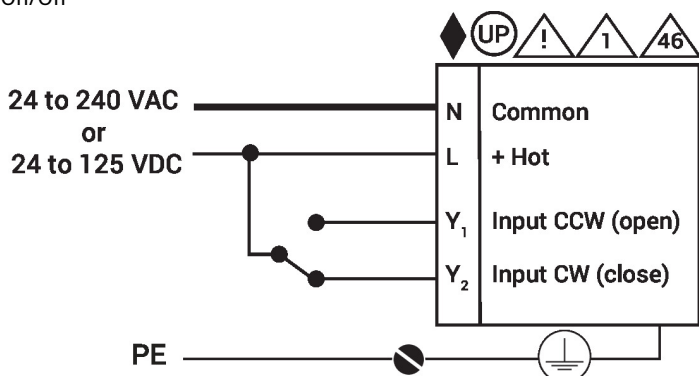 On/Off
UP ! 1 46
24 to 240 VAC
or
24 to 125 VDC
N Common
L + Hot
Y1 Input CCW (open)
Y2 Input CW (close)
PE